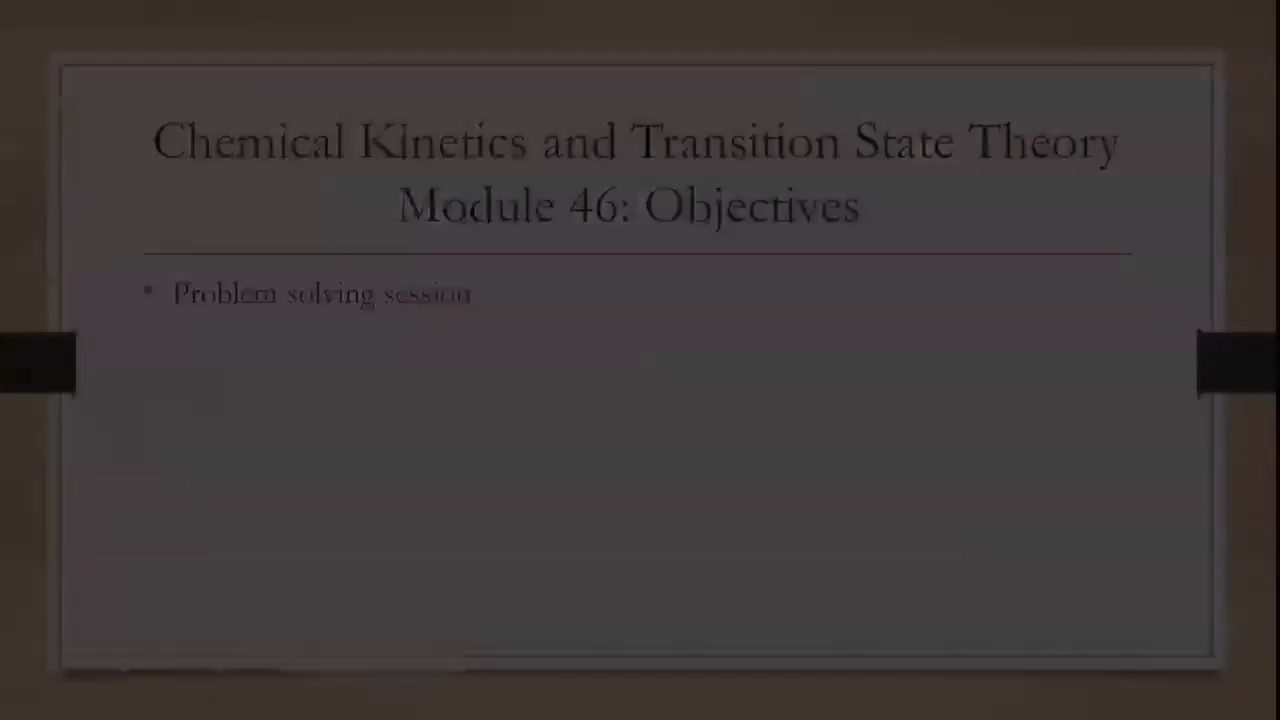 Chemical Kinetics and Transition State Theory
Module 46: Objectives
• Problem solving session